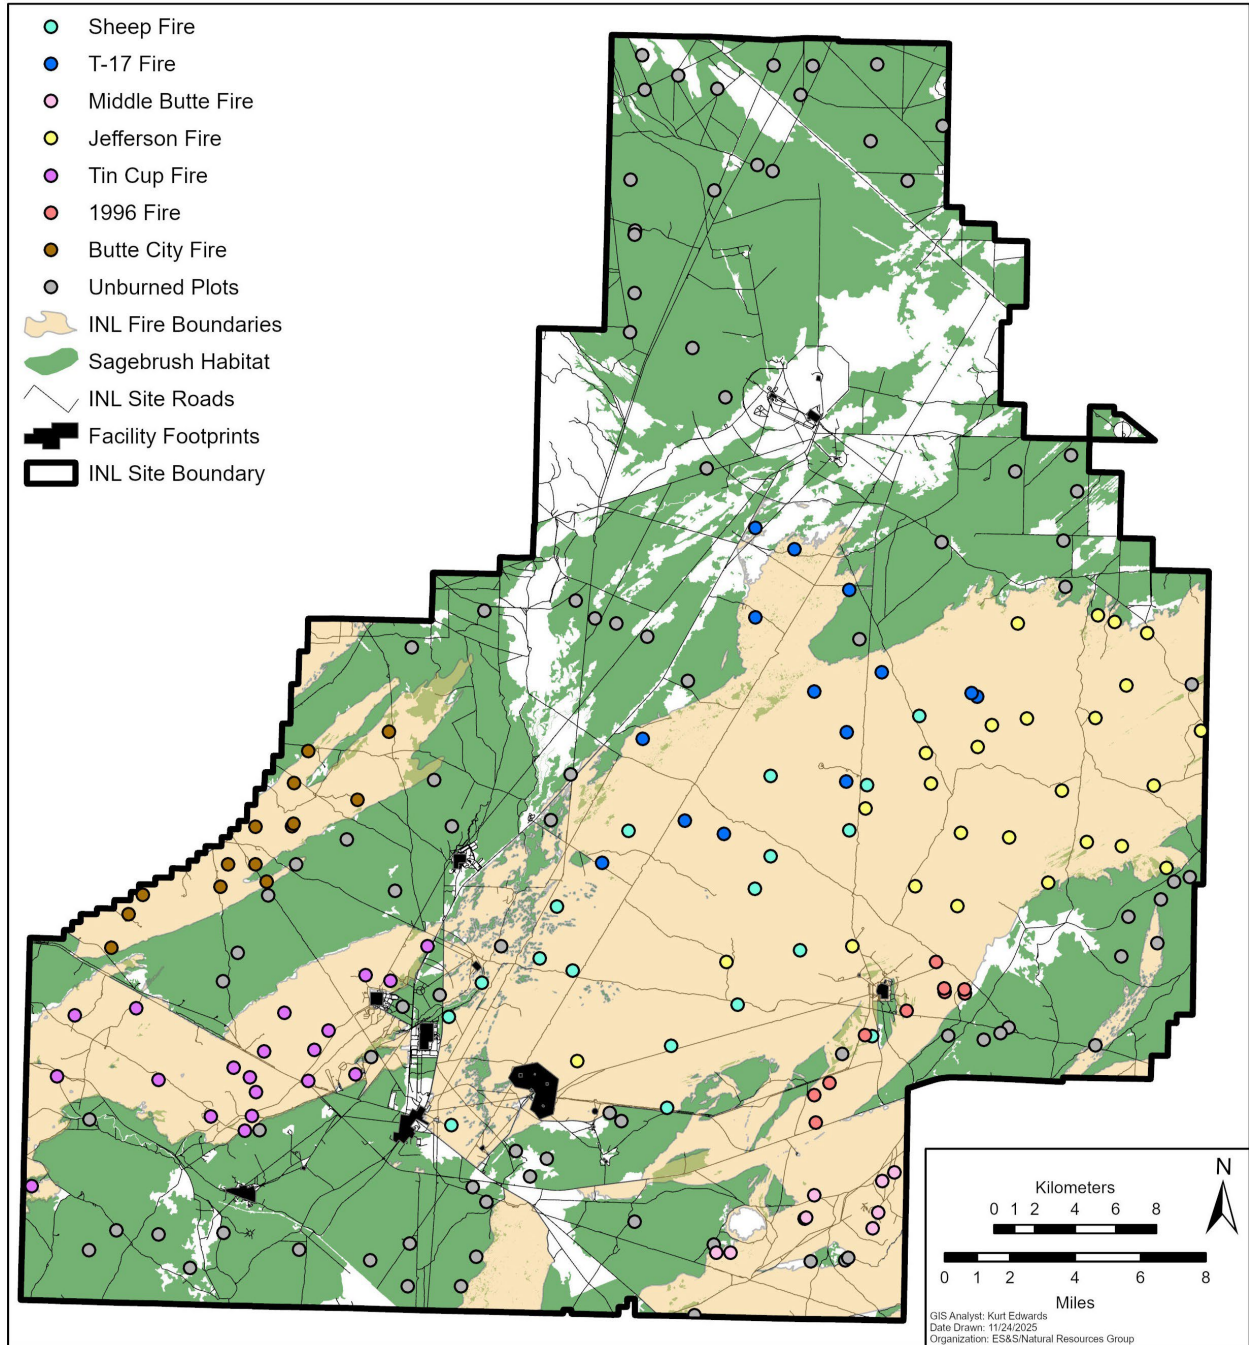 Sheep Fire
T-17 Fire
Middle Butte Fire
Jefferson Fire
Tin Cup Fire
1996 Fire
Butte City Fire
Unburned Plots
INL Fire Boundaries
Sagebrush Habitat
INL Site Roads
Facility Footprints
INL Site Boundary
N
Kilometers
0 1 2 4 6 8
0 1 2 4 6 8
Miles
GIS Analyst: Kurt Edwards
Date Drawn: 11/24/2025
Organization: ES&S/Natural Resources Group